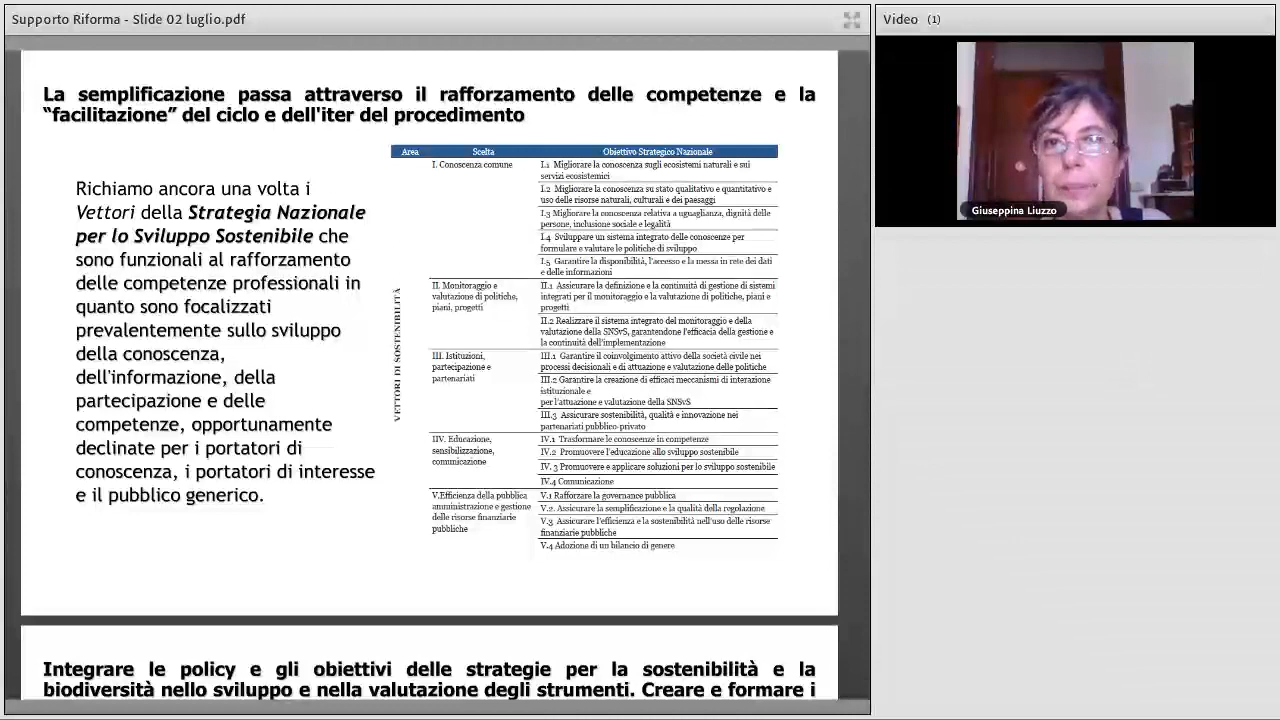 Supporto Riforma - Slide 02 luglio.pdf
La semplificazione passa attraverso il rafforzamento delle competenze e la
“facilitazione” del ciclo e dell'iter del procedimento
Richiamo ancora una volta i
Vettori della Strategia Nazionale
per lo Sviluppo Sostenibile che
sono funzionali al rafforzamento
delle competenze professionali in
quanto sono focalizzati
prevalentemente sullo sviluppo
della conoscenza,
dell'informazione, della
partecipazione e delle
competenze, opportunamente
declinate per i portatori di
conoscenza, i portatori di interesse
e il pubblico generico.
Area Scelta Obiettivo Strategico Nazionale
VETTORI DI SOSTENIBILITÀ
I. Conoscenza comune
I.1 Migliorare la conoscenza sugli ecosistemi naturali e sui
servizi ecosistemici
I.2 Migliorare la conoscenza su stato qualitativo e quantitativo e
uso delle risorse naturali, culturali e dei paesaggi
I.3 Migliorare la conoscenza relativa a uguaglianza, dignità delle
persone, inclusione sociale e legalità
I.4 Sviluppare un sistema integrato delle conoscenze per
formulare e valutare le politiche di sviluppo
I.5 Garantire la disponibilità, l'accesso e la messa in rete dei dati
e delle informazioni
II. Monitoraggio e
valutazione di politiche,
piani, progetti
II.1 Assicurare la definizione e la continuità di gestione di sistemi
integrati per il monitoraggio e la valutazione di politiche, piani e
progetti
II.2 Realizzare il sistema integrato del monitoraggio e della
valutazione della SNSvS, garantendone l'efficacia della gestione e
la continuità dell'implementazione
III. Istituzioni,
partecipazione e
partenariati
III.1 Garantire il coinvolgimento attivo della società civile nei
processi decisionali e di attuazione e valutazione delle politiche
III.2 Garantire la creazione di efficaci meccanismi di interazione
istituzionale e
per l'attuazione e valutazione della SNSvS
III.3 Assicurare sostenibilità, qualità e innovazione nei
partenariati pubblico-privato
IIV. Educazione,
sensibilizzazione,
comunicazione
IV.1 Trasformare le conoscenze in competenze
IV.2 Promuovere l'educazione allo sviluppo sostenibile
IV. 3 Promuovere e applicare soluzioni per lo sviluppo sostenibile
IV.4 Comunicazione
V.Efficienza della pubblica
amministrazione e gestione
delle risorse finanziarie
pubbliche
V.1 Rafforzare la governance pubblica
V.2. Assicurare la semplificazione e la qualità della regolazione
V.3 Assicurare l'efficienza e la sostenibilità nell'uso delle risorse
finanziarie pubbliche
V.4 Adozione di un bilancio di genere
Integrare le policy e gli obiettivi delle strategie per la sostenibilità e la
biodiversità nello sviluppo e nella valutazione degli strumenti. Creare e formare i
Video (1)
Giuseppina Liuzzo